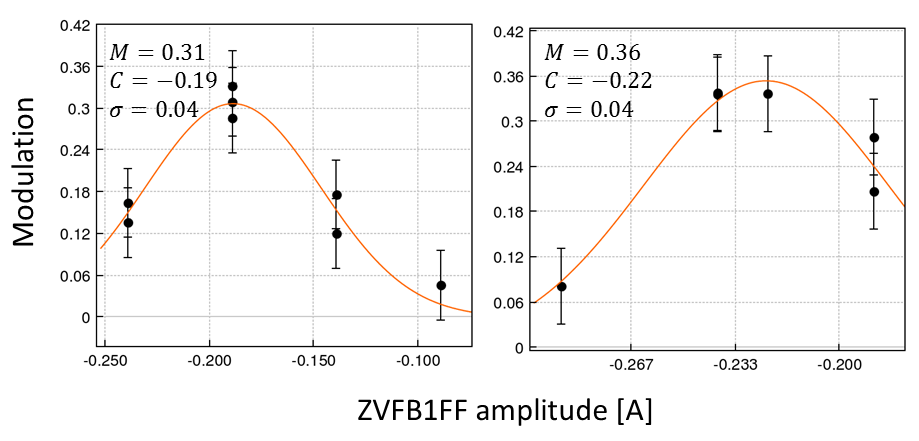 0.42
0.36
0.3
0.24
0.18
0.12
0.06
0
M = 0.31
C = −0.19
σ = 0.04
-0.250
-0.200
-0.150
-0.100
Modulation
0.42
0.36
0.3
0.24
0.18
0.12
0.06
0
M = 0.36
C = −0.22
σ = 0.04
-0.267
-0.233
-0.200
ZVFB1FF amplitude [A]